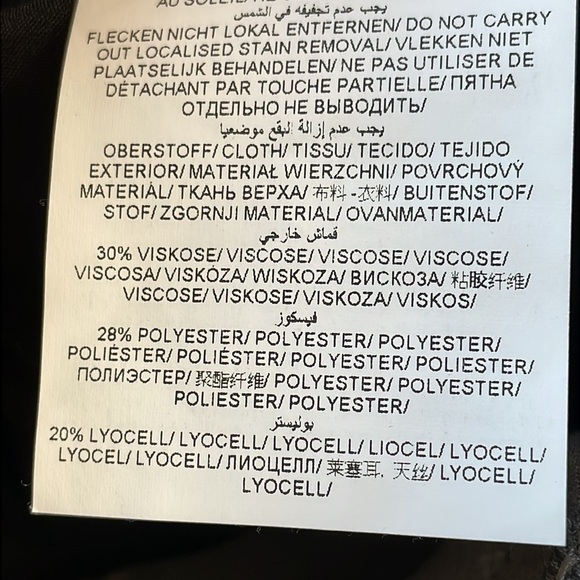 AU SOLEIL/
يجب عدم تجفيفه في الشمس
FLECKEN NICHT LOKAL ENTFERNEN/ DO NOT CARRY
OUT LOCALISED STAIN REMOVAL/ VLEKKEN NIET
PLAATSELIJK BEHANDELEN/ NE PAS UTILISER DE
DÉTACHANT PAR TOUCHE PARTIELLE/ ПЯТНА
ОТДЕЛЬНО НЕ ВЫВОДИТЬ/
يجب عدم إزالة البقع موضعيا
OBERSTOFF/ CLOTH/ TISSU/ TECIDO/ TEJIDO
EXTERIOR/ MATERIAŁ WIERZCHNI/ POVRCHOVÝ
MATERIÁL/ ТКАНЬ ВЕРХА/ 布料 -衣料/ BUITENSTOF/
STOF/ ZGORNJI MATERIAL/ OVANMATERIAL/
قماش خارجي
30% VISKOSE/ VISCOSE/ VISCOSE/ VISCOSE/
VISCOSA/ VISKÓZA/ WISKOZA/ ВИСКОЗА/ 粘胶纤维/
VISCOSE/ VISKOSE/ VISKOZA/ VISKOS/
فيسكوز
28% POLYESTER/ POLYESTER/ POLYESTER/
POLIÉSTER/ POLIÉSTER/ POLYESTER/ POLIESTER/
ПОЛИЭСТЕР/ 聚酯纤维/ POLYESTER/ POLYESTER/
POLIESTER/ POLYESTER/
بوليستر
20% LYOCELL/ LYOCELL/ LYOCELL/ LIOCEL/ LYOCELL/
LYOCEL/ LYOCELL/ ЛИОЦЕЛЛ/ 莱塞耳, 天丝/ LYOCELL/
LYOCELL/